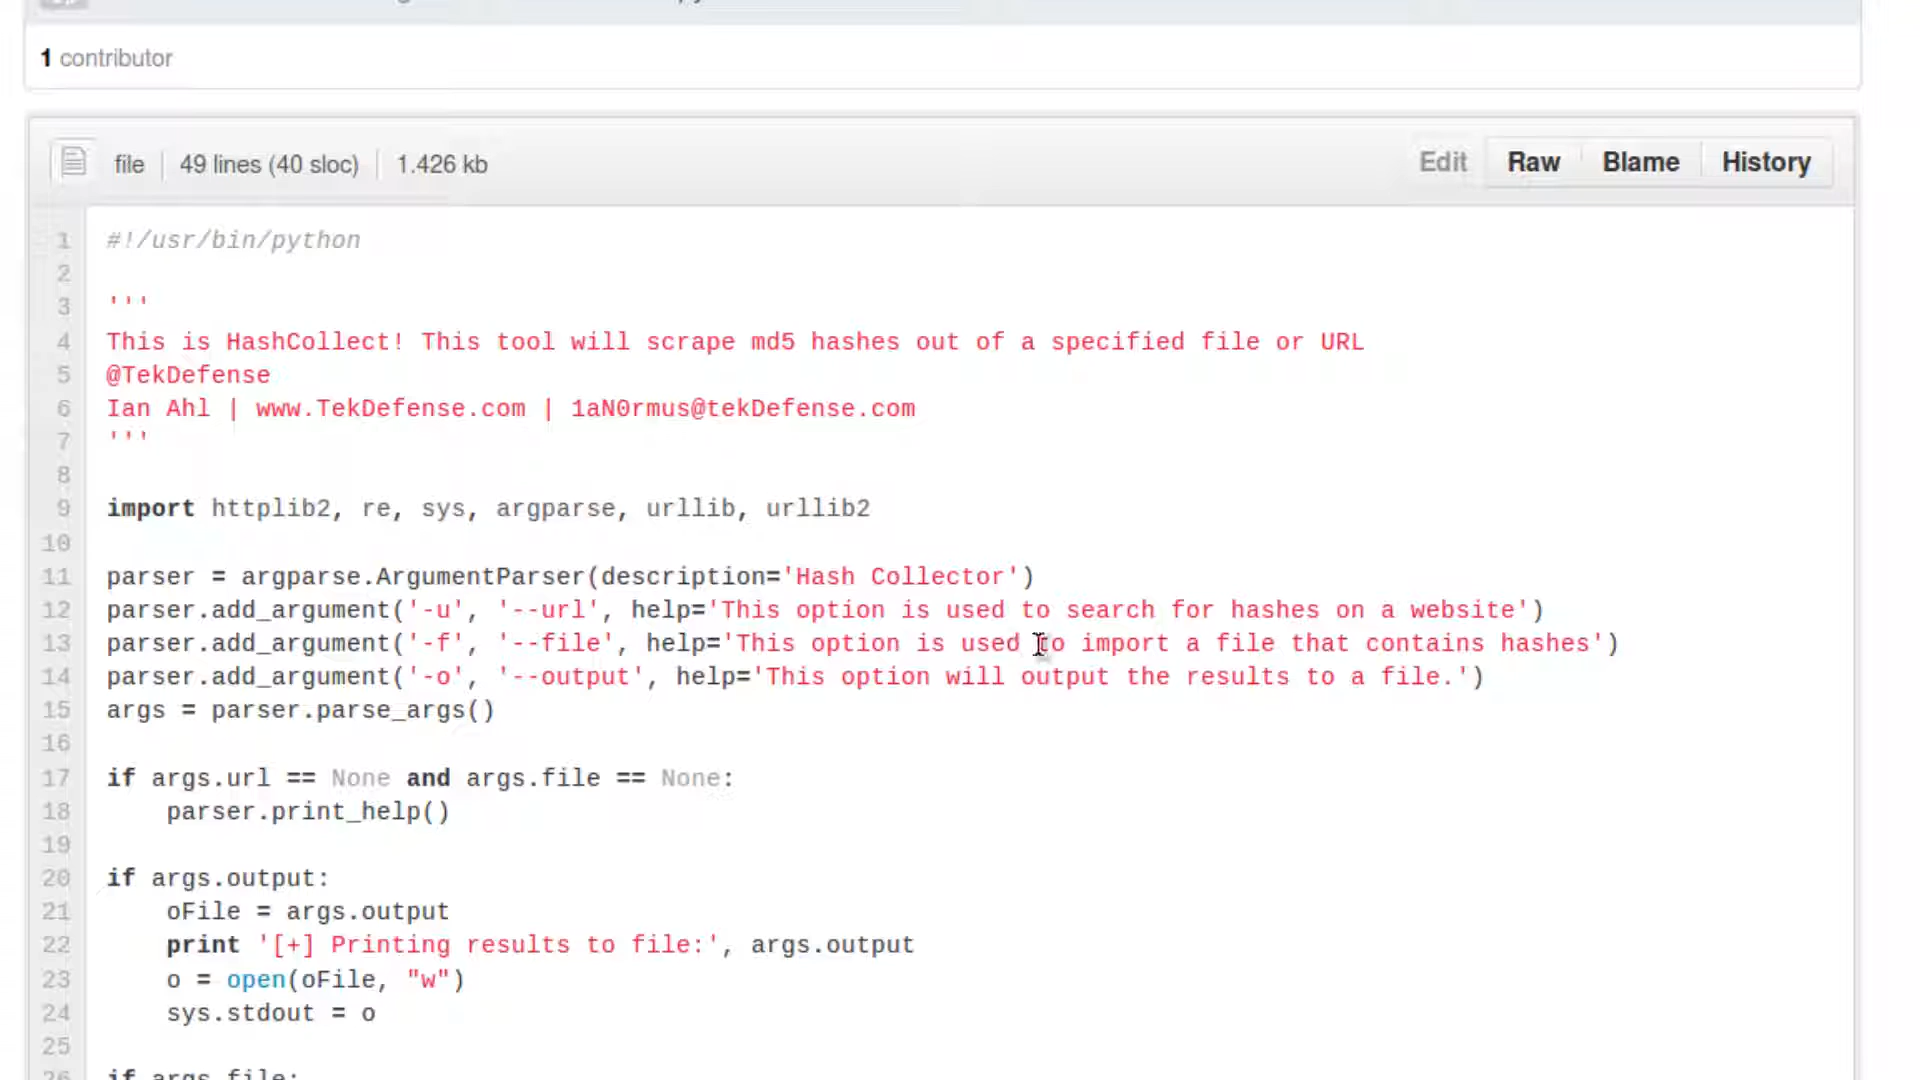 1 contributor
file 49 lines (40 sloc) 1.426 kb Edit Raw Blame History
1 #!/usr/bin/python
2
3 '''
4 This is HashCollect! This tool will scrape md5 hashes out of a specified file or URL
5 @TekDefense
6 Ian Ahl | www.TekDefense.com | 1aN0rmus@tekDefense.com
7 '''
8
9 import httplib2, re, sys, argparse, urllib, urllib2
10
11 parser = argparse.ArgumentParser(description='Hash Collector')
12 parser.add_argument('-u', '--url', help='This option is used to search for hashes on a website')
13 parser.add_argument('-f', '--file', help='This option is used to import a file that contains hashes')
14 parser.add_argument('-o', '--output', help='This option will output the results to a file.')
15 args = parser.parse_args()
16
17 if args.url == None and args.file == None:
18     parser.print_help()
19
20 if args.output:
21     oFile = args.output
22     print '[+] Printing results to file:', args.output
23     o = open(oFile, "w")
24     sys.stdout = o
25
26 if args.file: